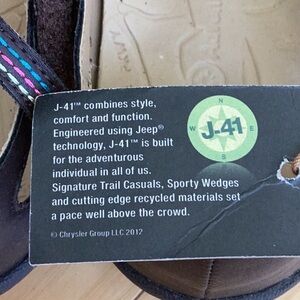 J-41™ combines style,
comfort and function.
Engineered using Jeep®
technology, J-41™ is built
for the adventurous
individual in all of us.
Signature Trail Casuals, Sporty Wedges
and cutting edge recycled materials set
a pace well above the crowd.
© Chrysler Group LLC 2012
N
W J-41 E
S